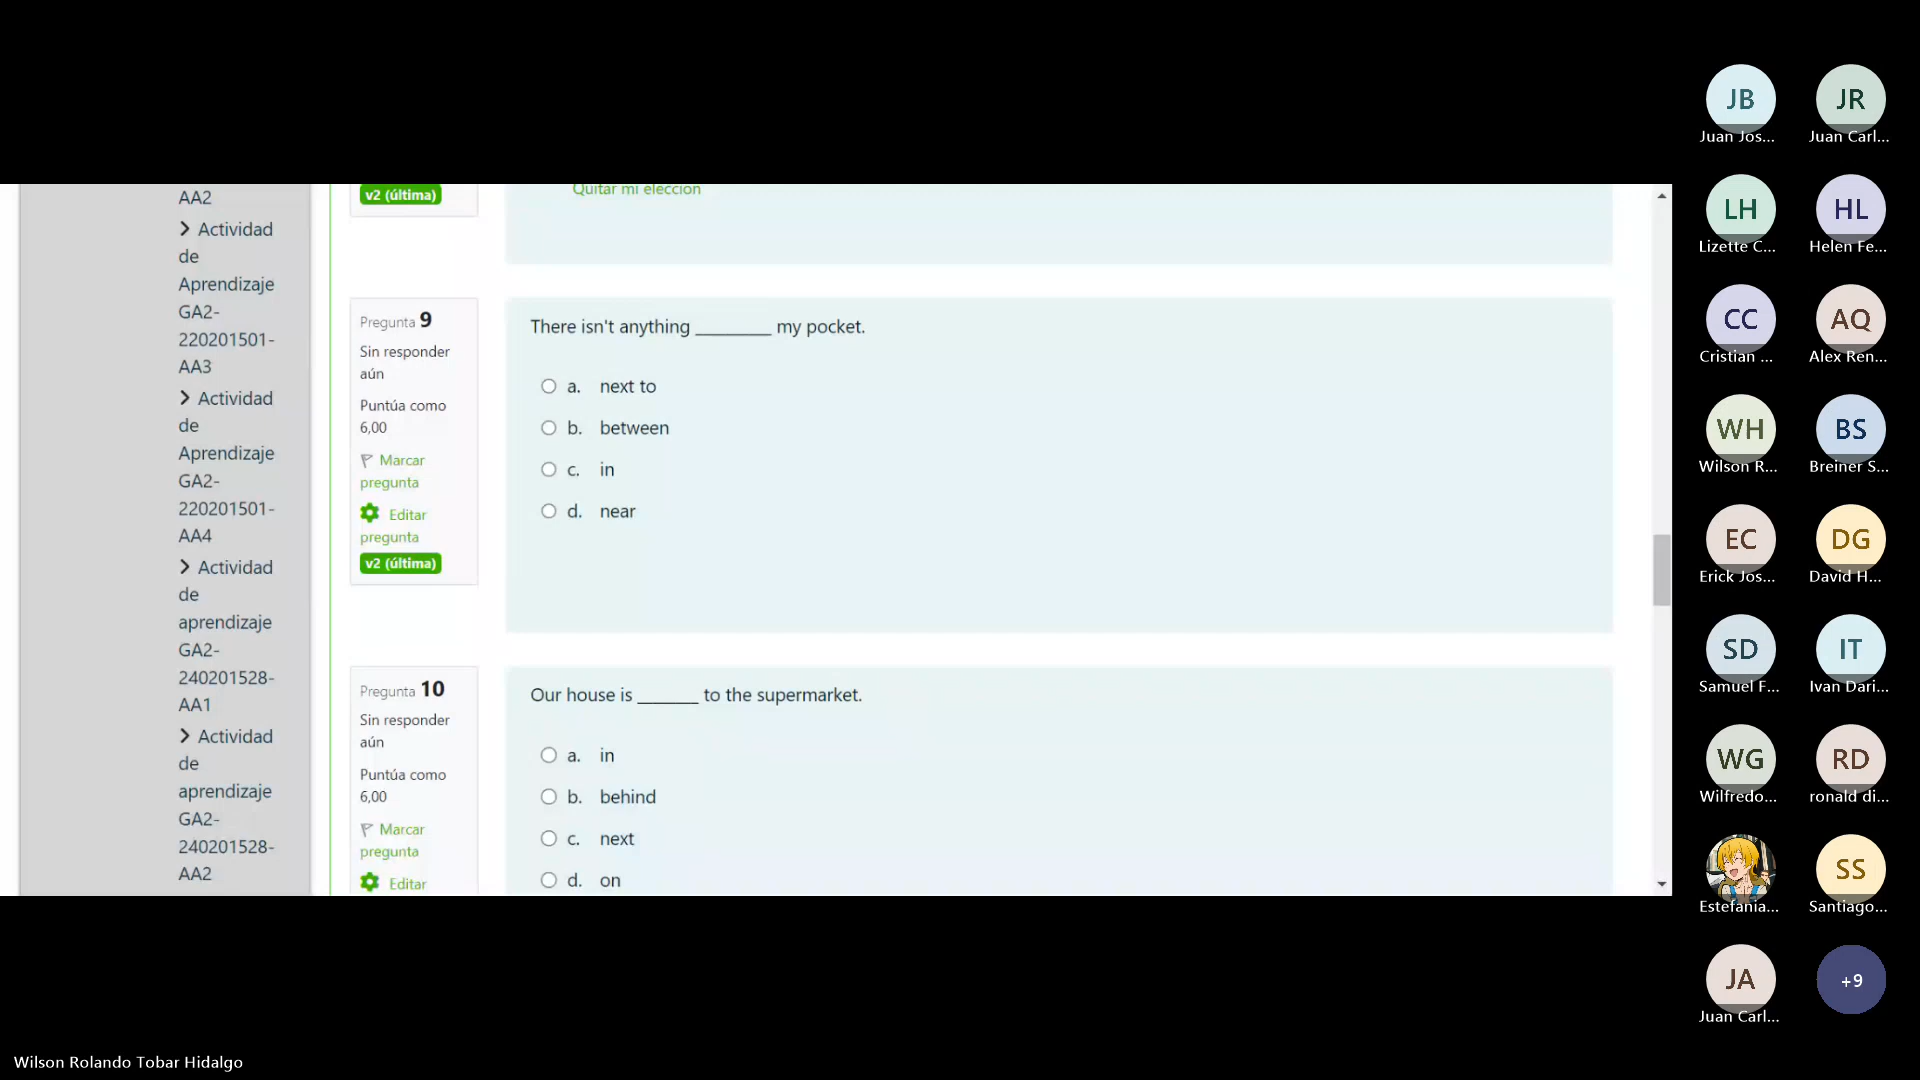 AA2
Actividad
de
Aprendizaje
GA2-
220201501-
AA3
Actividad
de
Aprendizaje
GA2-
220201501-
AA4
Actividad
de
aprendizaje
GA2-
240201528-
AA1
Actividad
de
aprendizaje
GA2-
240201528-
AA2
v2 (última)
Quitar mi elección
Pregunta 9
Sin responder
aún
Puntúa como
6,00
Marcar
pregunta
Editar
pregunta
v2 (última)
There isn't anything _________ my pocket.
a. next to
b. between
c. in
d. near
Pregunta 10
Sin responder
aún
Puntúa como
6,00
Marcar
pregunta
Editar
Our house is _______ to the supermarket.
a. in
b. behind
c. next
d. on
JB
Juan Jos...
JR
Juan Carl...
LH
Lizette C...
HL
Helen Fe...
CC
Cristian ...
AQ
Alex Ren...
WH
Wilson R...
BS
Breiner S...
EC
Erick Jos...
DG
David H...
SD
Samuel F...
IT
Ivan Dari...
WG
Wilfredo...
RD
ronald di...
Estefania...
SS
Santiago...
JA
Juan Carl...
+9
Wilson Rolando Tobar Hidalgo